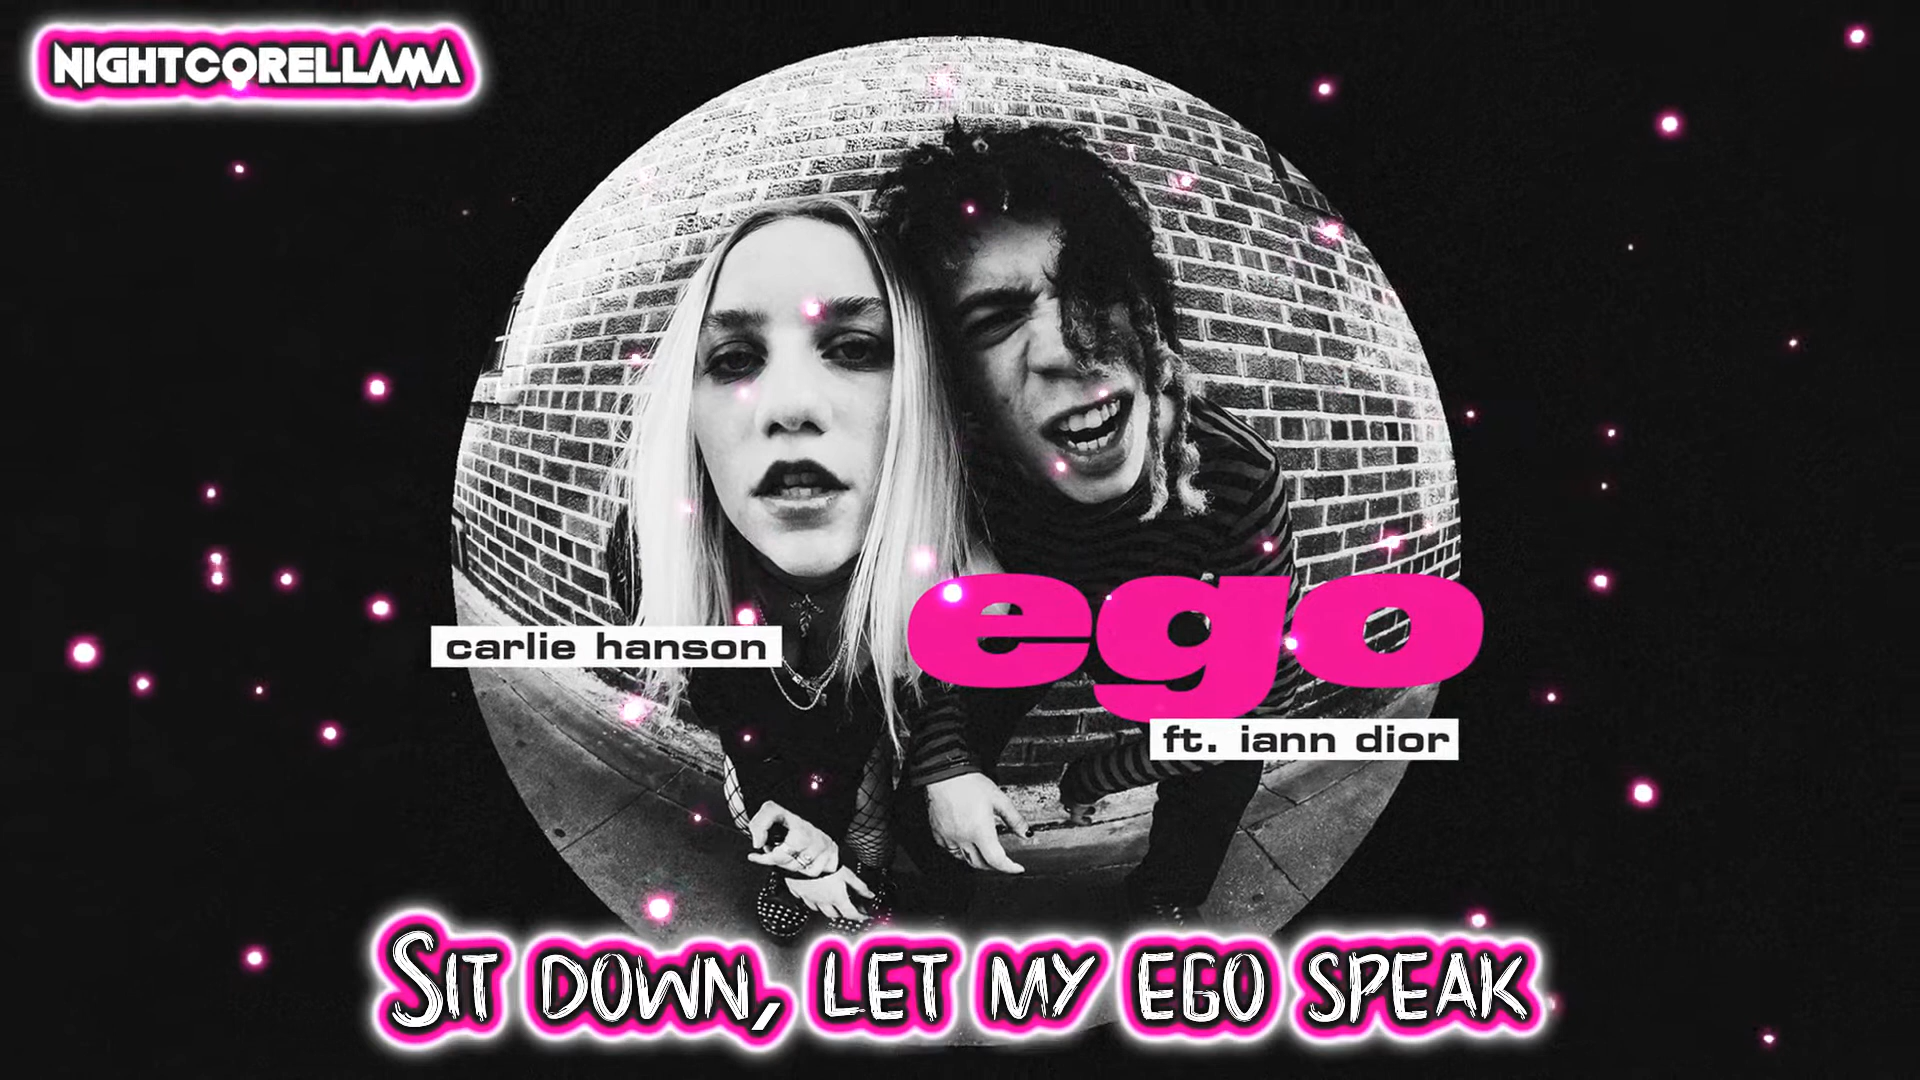 NIGHTCORELLAMA
carlie hanson
ego
ft. iann dior
SIT DOWN, LET MY EGO SPEAK